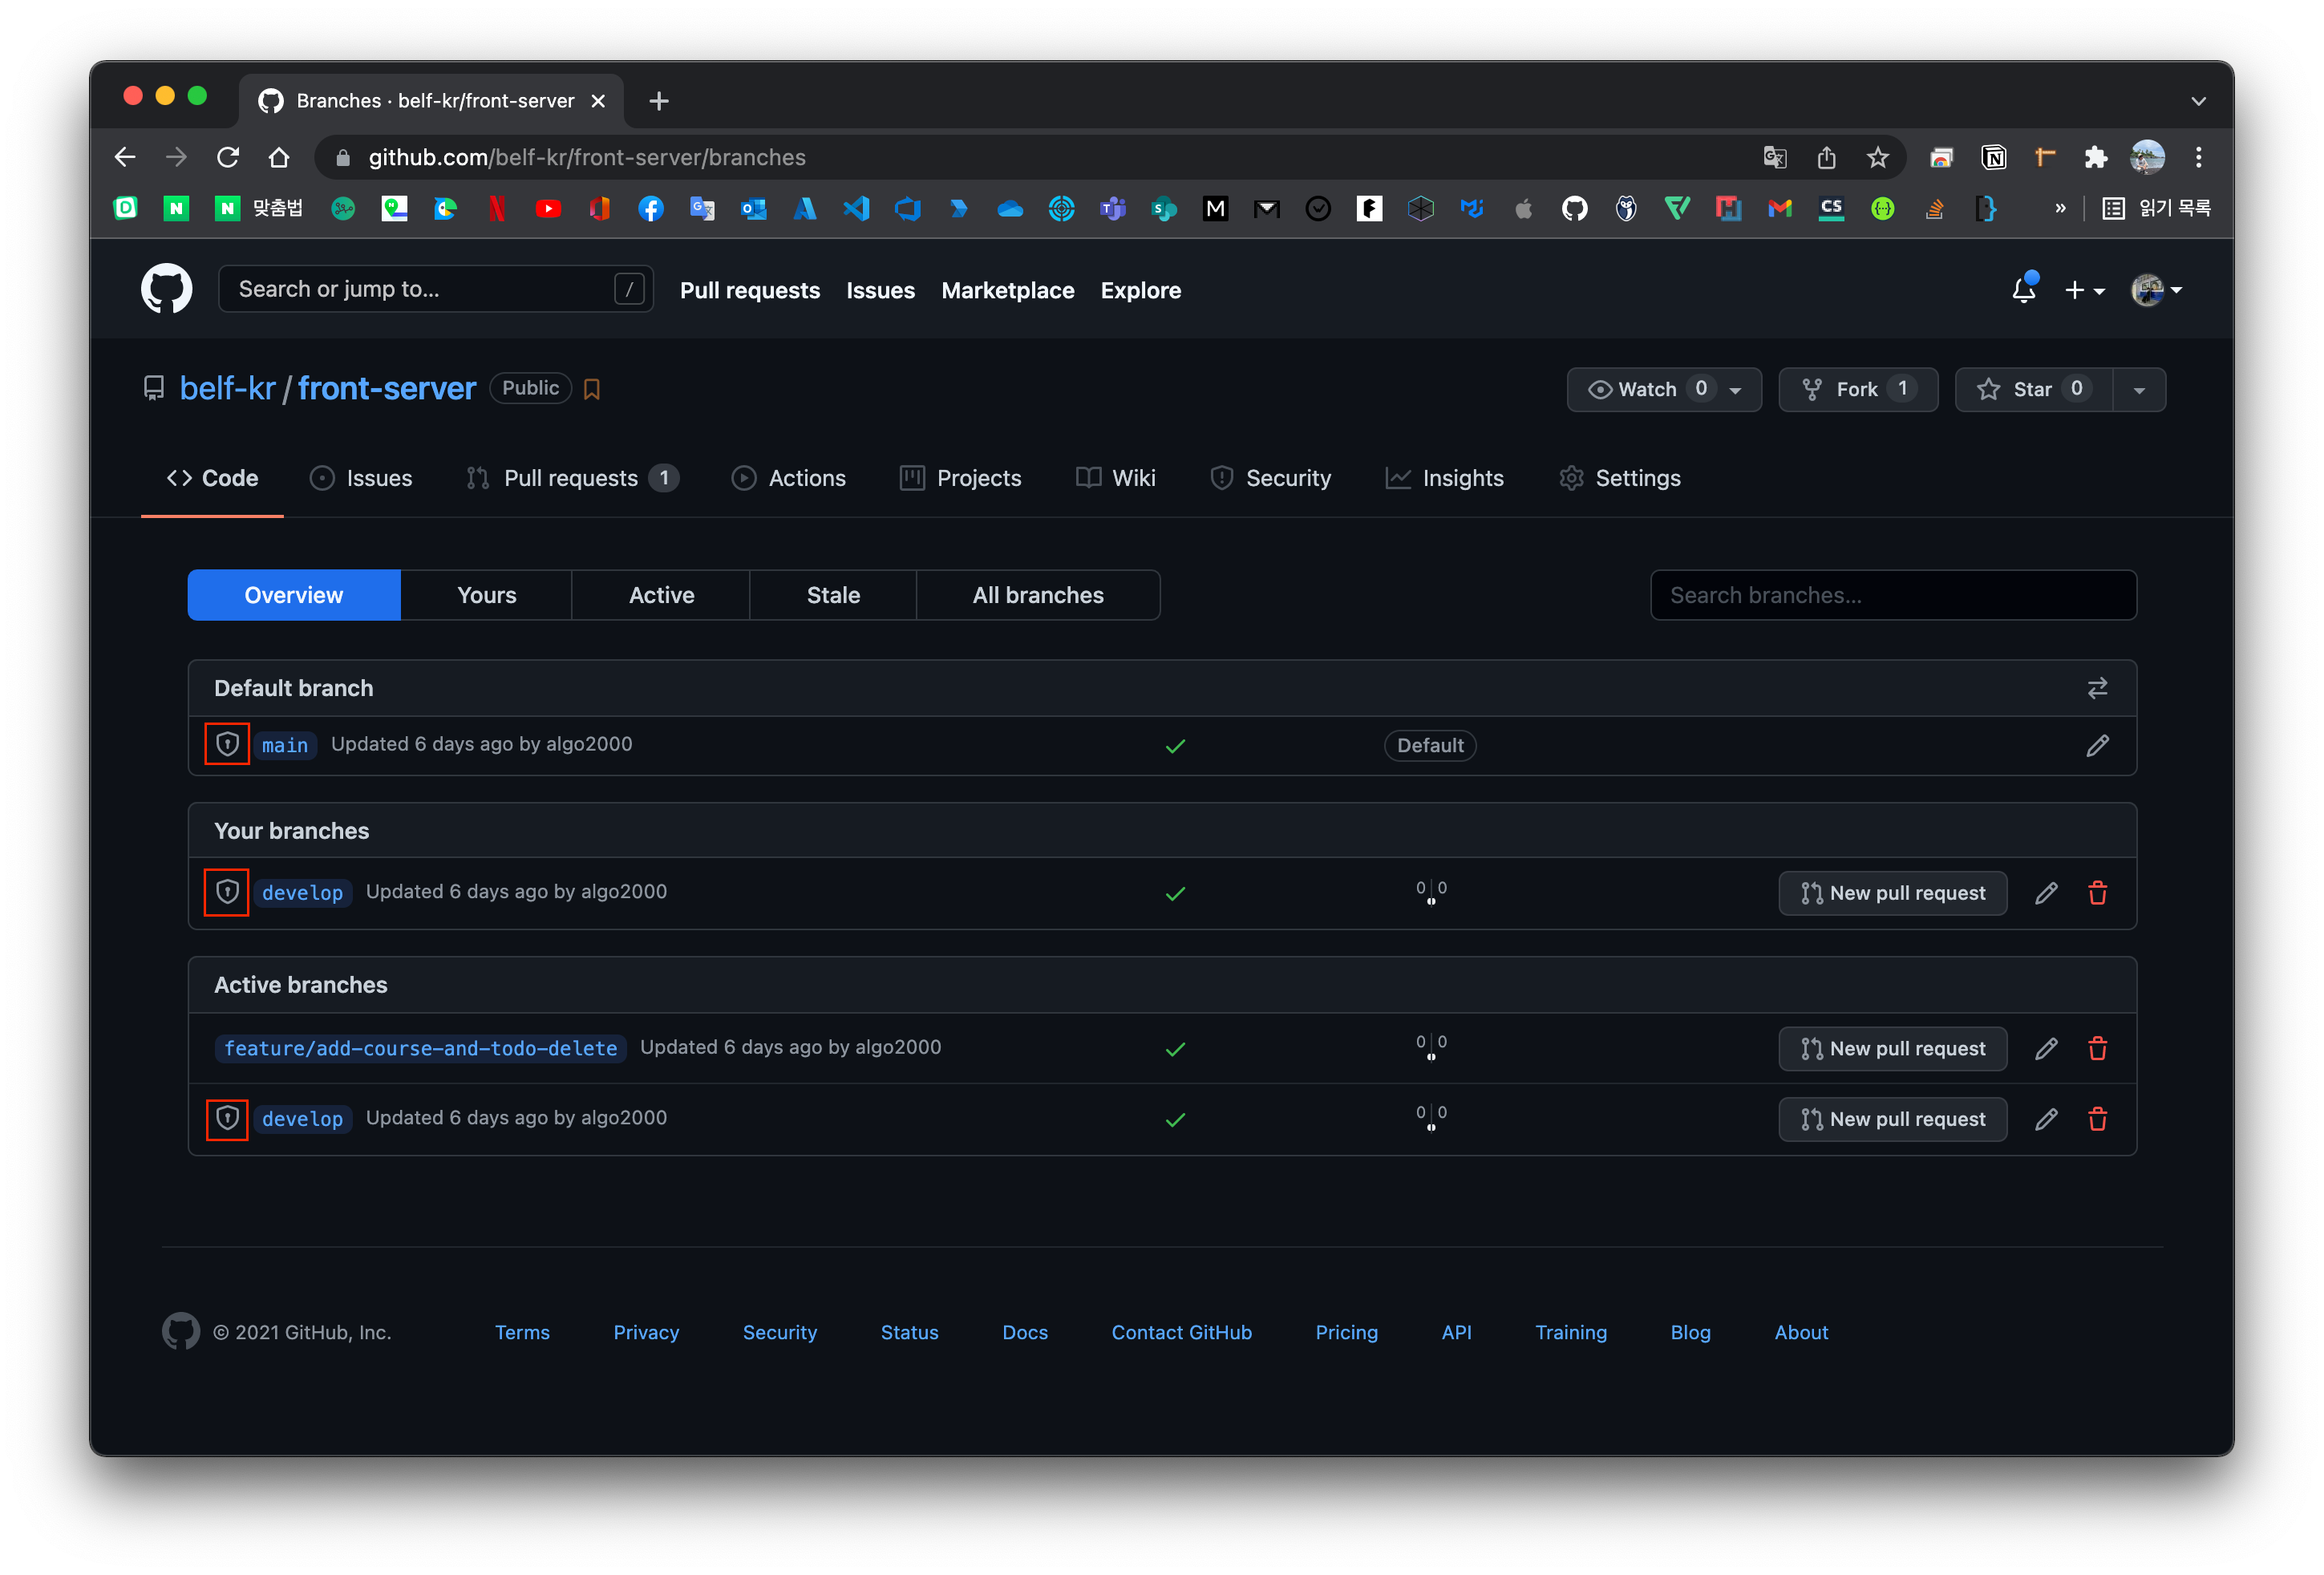 Branches · belf-kr/front-server
github.com/belf-kr/front-server/branches
맞춤법
읽기 목록
Search or jump to... /
Pull requests Issues Marketplace Explore
belf-kr / front-server Public
Watch 0 Fork 1 Star 0
Code Issues Pull requests 1 Actions Projects Wiki Security Insights Settings
Overview Yours Active Stale All branches Search branches...
Default branch
main Updated 6 days ago by algo2000 Default
Your branches
develop Updated 6 days ago by algo2000 0 0 New pull request
Active branches
feature/add-course-and-todo-delete Updated 6 days ago by algo2000 0 0 New pull request
develop Updated 6 days ago by algo2000 0 0 New pull request
© 2021 GitHub, Inc. Terms Privacy Security Status Docs Contact GitHub Pricing API Training Blog About